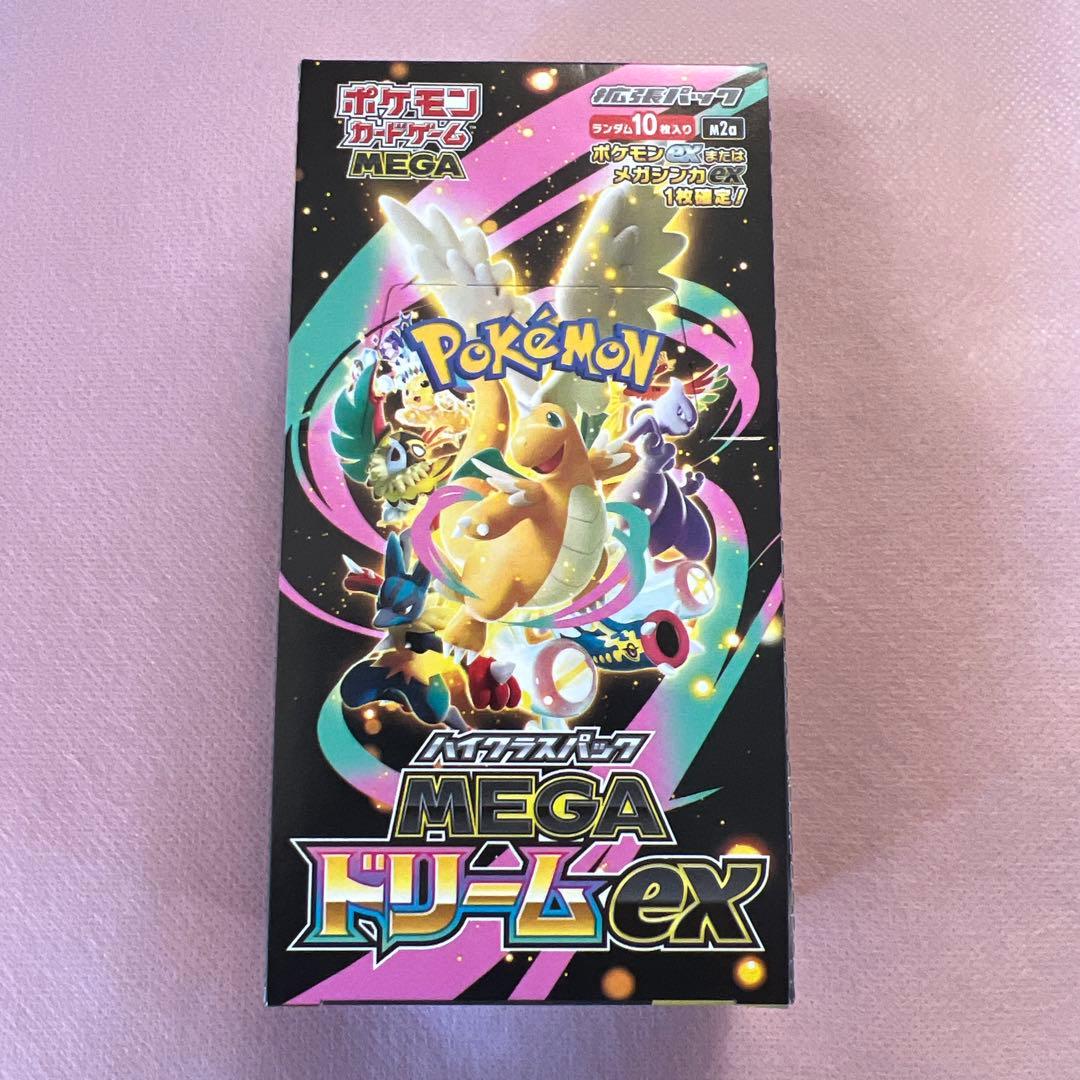 ポケモン
カードゲーム
MEGA
拡張パック
ランダム10枚入り M2a
ポケモンexまたは
メガシンカex
1枚確定!
POKéMON
ハイクラスパック
MEGA
ドリームex